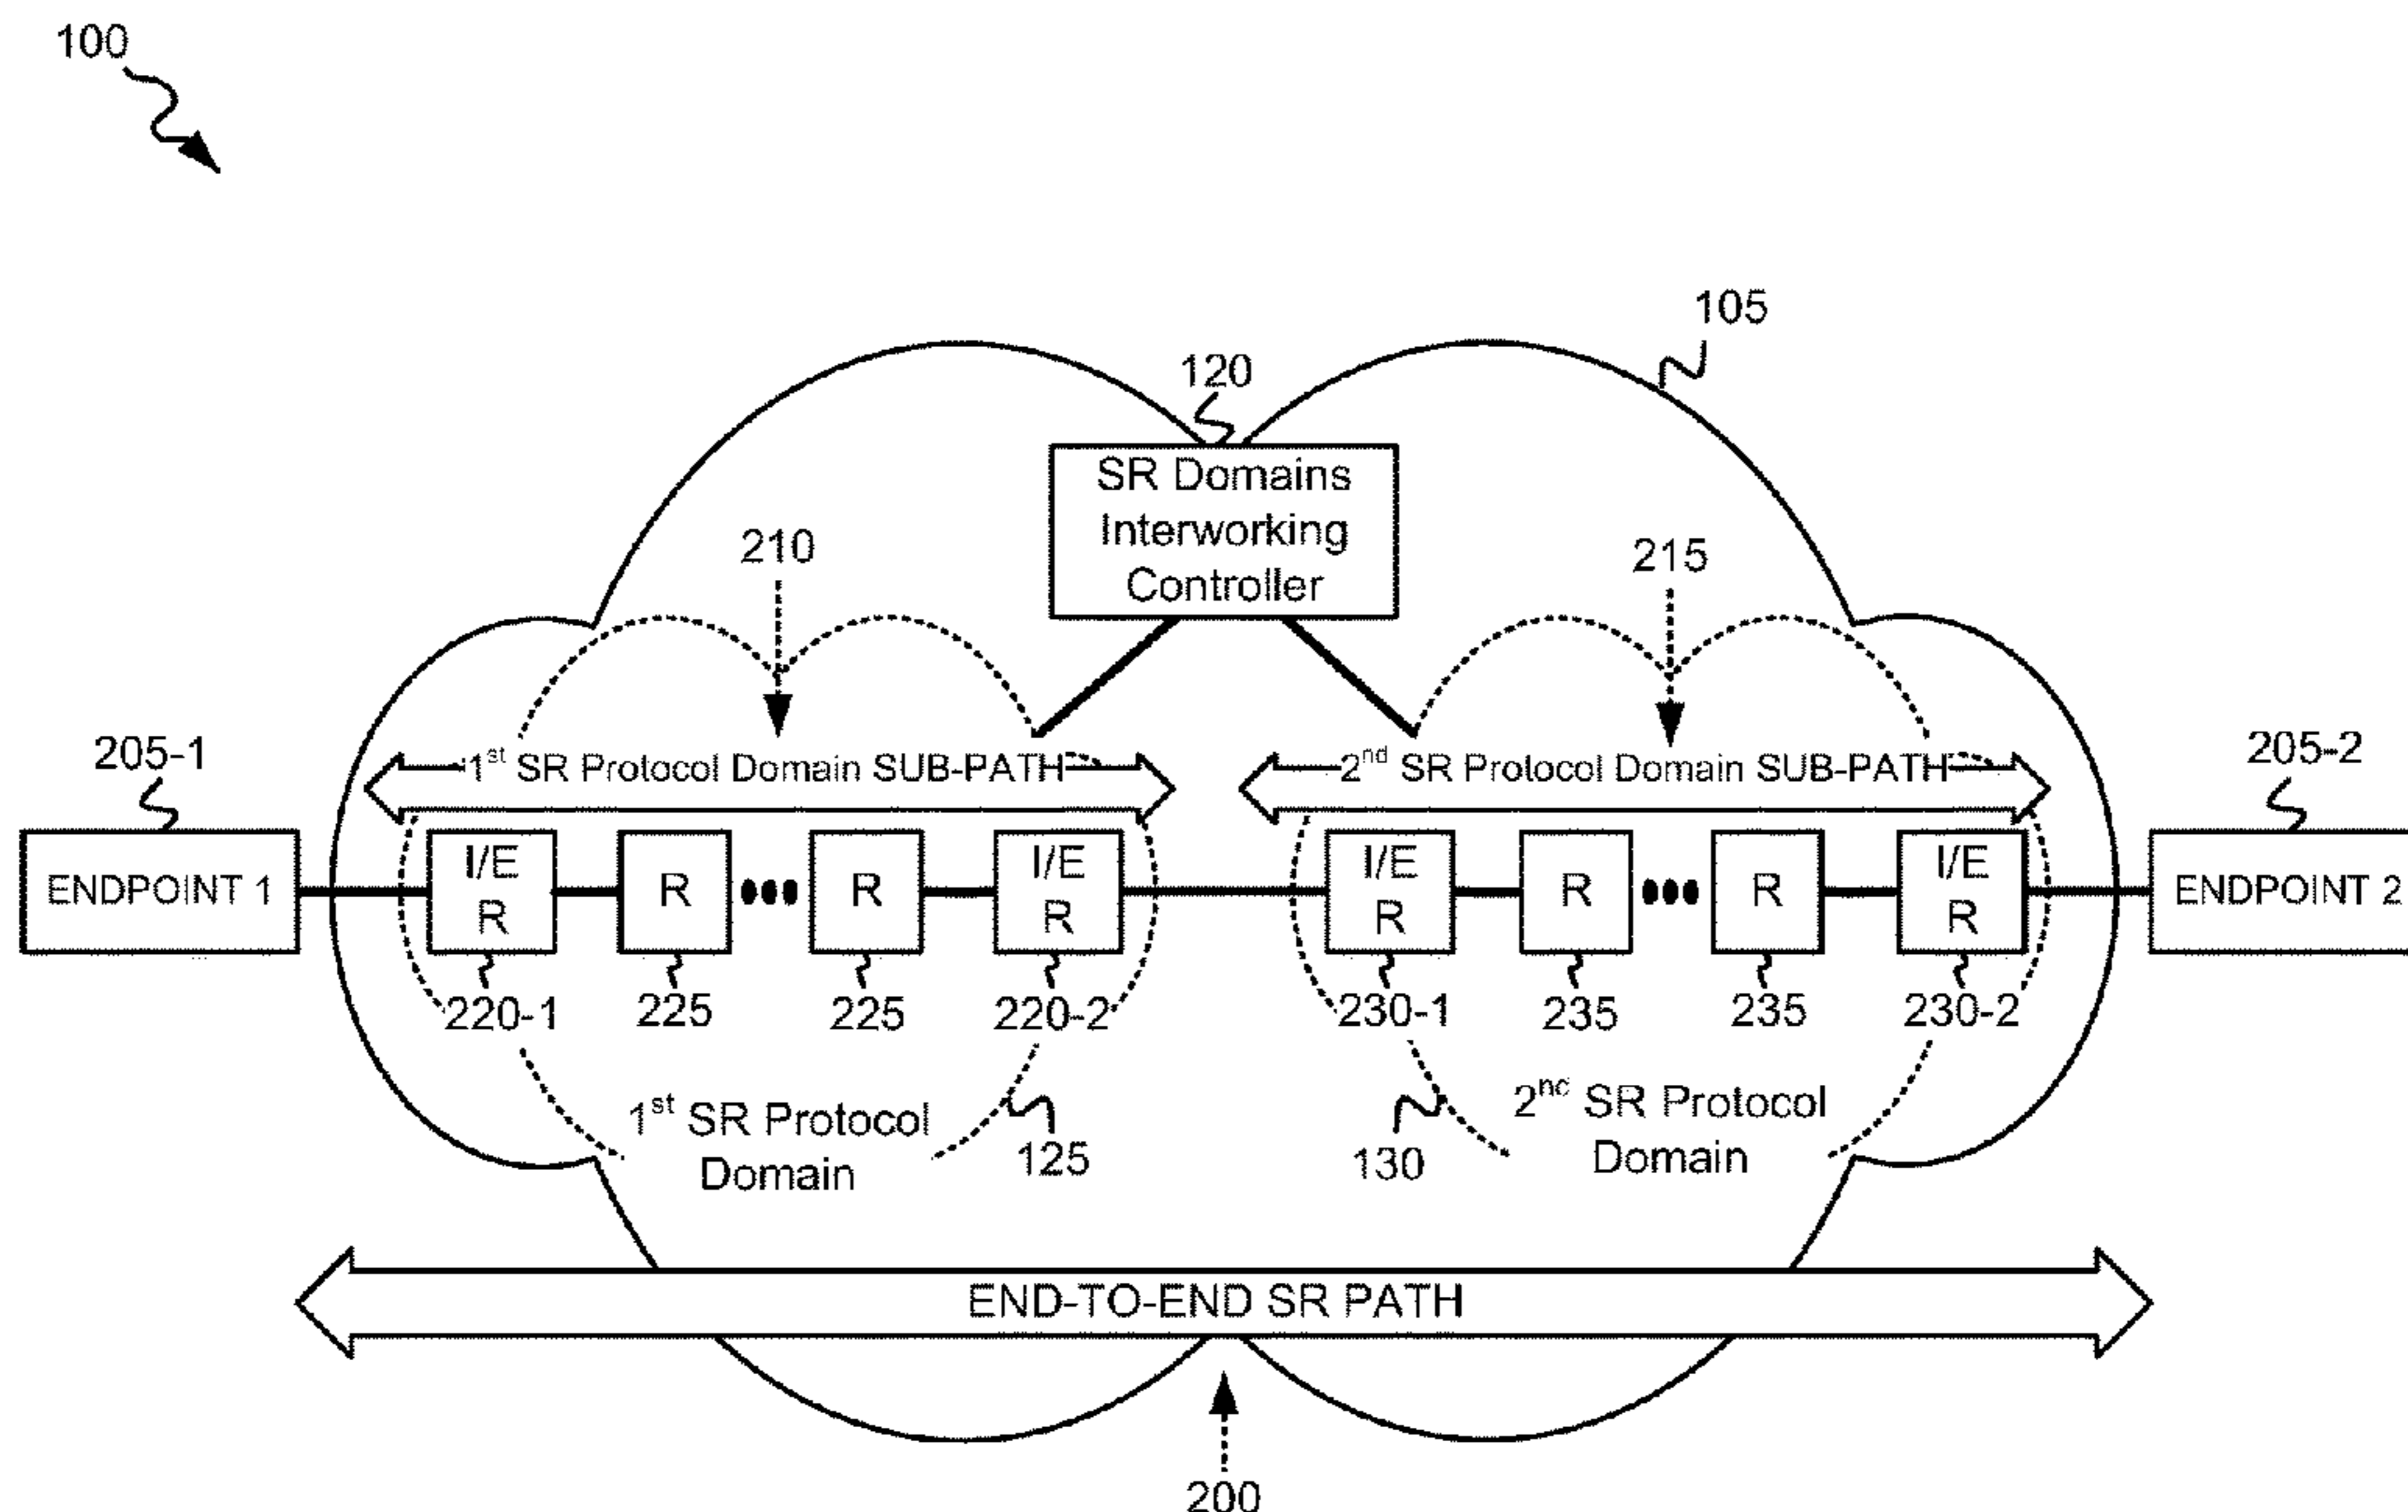 100
105
120
SR Domains
Interworking
Controller
210
215
205-1
1st SR Protocol Domain SUB-PATH
2nd SR Protocol Domain SUB-PATH
205-2
ENDPOINT 1
I/E
R
R
R
I/E
R
I/E
R
R
R
I/E
R
ENDPOINT 2
220-1
225
225
220-2
230-1
235
235
230-2
1st SR Protocol
Domain
125
130
2nd SR Protocol
Domain
END-TO-END SR PATH
200